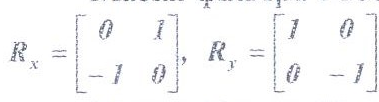 R_x = [0 1; -1 0], R_y = [1 0; 0 -1]